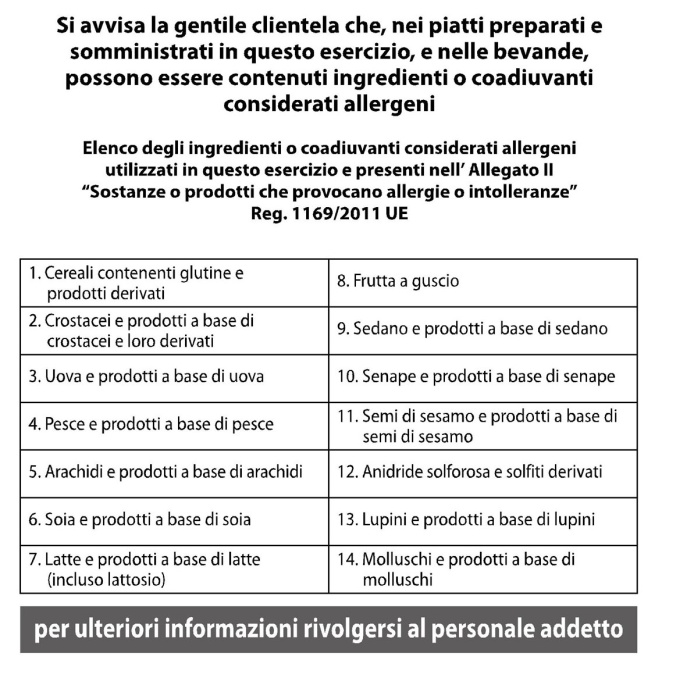 Si avvisa la gentile clientela che, nei piatti preparati e
somministrati in questo esercizio, e nelle bevande,
possono essere contenuti ingredienti o coadiuvanti
considerati allergeni
Elenco degli ingredienti o coadiuvanti considerati allergeni
utilizzati in questo esercizio e presenti nell’ Allegato II
“Sostanze o prodotti che provocano allergie o intolleranze”
Reg. 1169/2011 UE
1. Cereali contenenti glutine e
prodotti derivati
2. Crostacei e prodotti a base di
crostacei e loro derivati
3. Uova e prodotti a base di uova
4. Pesce e prodotti a base di pesce
5. Arachidi e prodotti a base di arachidi
6. Soia e prodotti a base di soia
7. Latte e prodotti a base di latte
(incluso lattosio)
8. Frutta a guscio
9. Sedano e prodotti a base di sedano
10. Senape e prodotti a base di senape
11. Semi di sesamo e prodotti a base di
semi di sesamo
12. Anidride solforosa e solfiti derivati
13. Lupini e prodotti a base di lupini
14. Molluschi e prodotti a base di
molluschi
per ulteriori informazioni rivolgersi al personale addetto